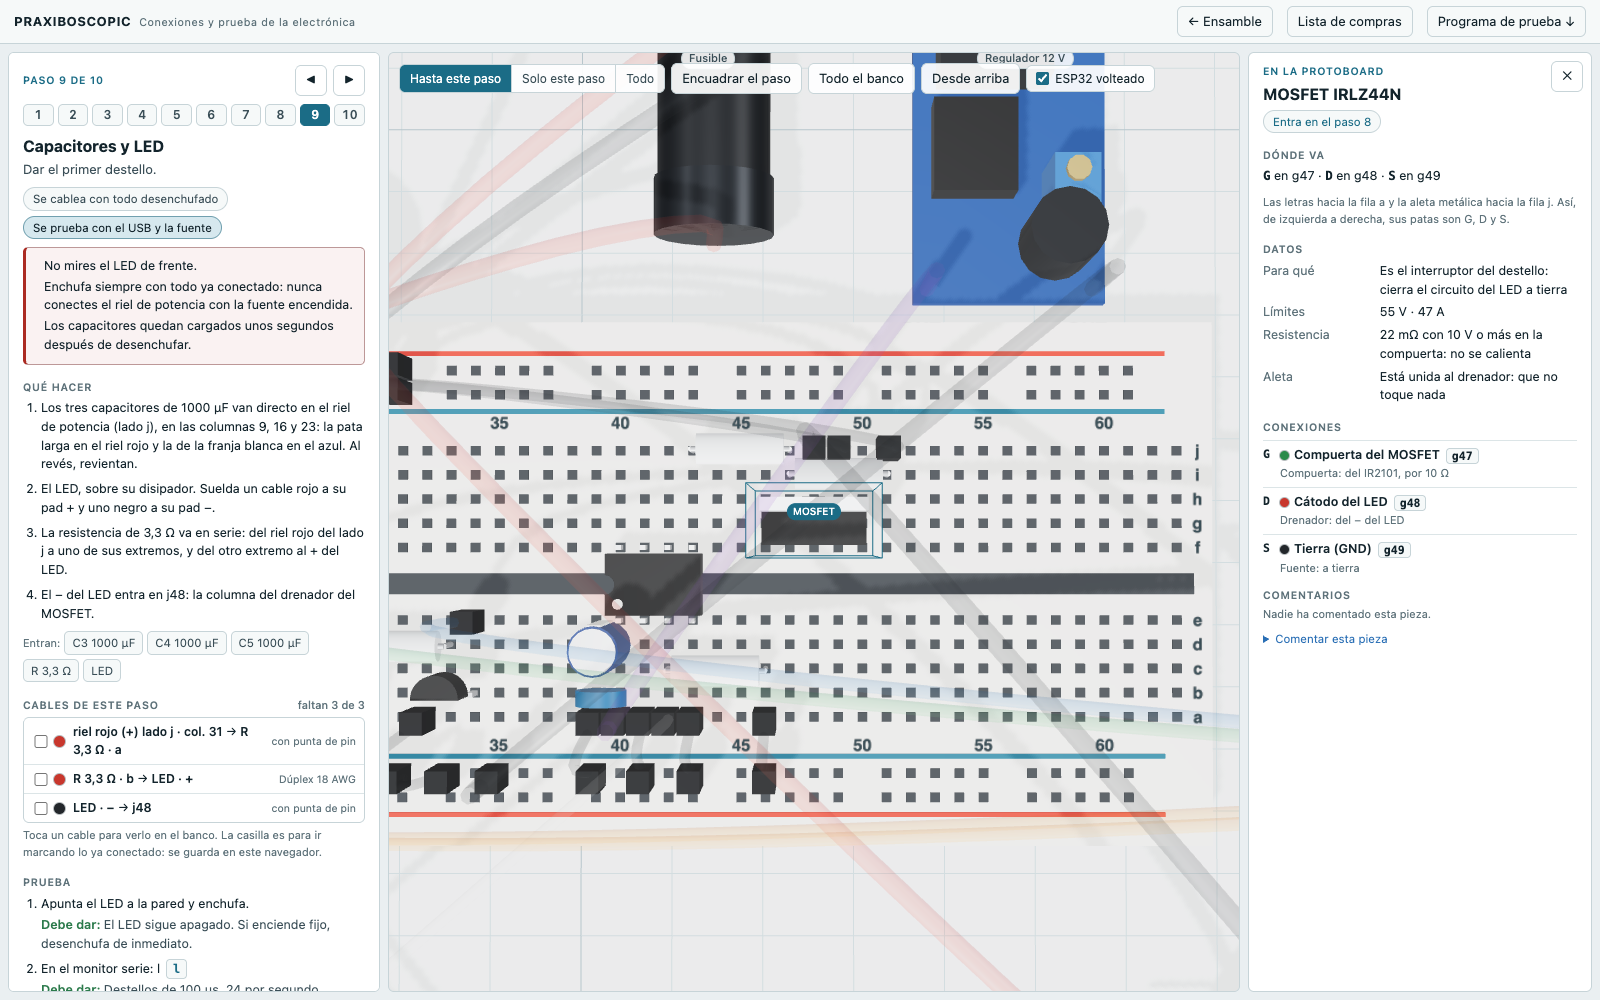 PRAXIBOSCOPIC Conexiones y prueba de la electrónica
← Ensamble
Lista de compras
Programa de prueba ↓
PASO 9 DE 10
◀ ▶
1 2 3 4 5 6 7 8 9 10
Capacitores y LED
Dar el primer destello.
Se cablea con todo desenchufado
Se prueba con el USB y la fuente
No mires el LED de frente.
Enchufa siempre con todo ya conectado: nunca
conectes el riel de potencia con la fuente encendida.
Los capacitores quedan cargados unos segundos
después de desenchufar.
QUÉ HACER
1. Los tres capacitores de 1000 µF van directo en el riel
de potencia (lado j), en las columnas 9, 16 y 23: la pata
larga en el riel rojo y la de la franja blanca en el azul. Al
revés, revientan.
2. El LED, sobre su disipador. Suelda un cable rojo a su
pad + y uno negro a su pad −.
3. La resistencia de 3,3 Ω va en serie: del riel rojo del lado
j a uno de sus extremos, y del otro extremo al + del
LED.
4. El − del LED entra en j48: la columna del drenador del
MOSFET.
Entran: C3 1000 µF C4 1000 µF C5 1000 µF
R 3,3 Ω LED
CABLES DE ESTE PASO faltan 3 de 3
riel rojo (+) lado j · col. 31 → R
3,3 Ω · a
con punta de pin
R 3,3 Ω · b → LED · + Dúplex 18 AWG
LED · − → j48 con punta de pin
Toca un cable para verlo en el banco. La casilla es para ir
marcando lo ya conectado: se guarda en este navegador.
PRUEBA
1. Apunta el LED a la pared y enchufa.
Debe dar: El LED sigue apagado. Si enciende fijo,
desenchufa de inmediato.
2. En el monitor serie: l l
Debe dar: Destellos de 100 µs, 24 por segundo
Fusible
Regulador 12 V
Hasta este paso
Solo este paso
Todo
Encuadrar el paso
Todo el banco
Desde arriba
ESP32 volteado
35 40 45 50 55 60
j
i
h
g
f
MOSFET
e
d
c
b
a
35 40 45 50 55 60
EN LA PROTOBOARD
×
MOSFET IRLZ44N
Entra en el paso 8
DÓNDE VA
G en g47 · D en g48 · S en g49
Las letras hacia la fila a y la aleta metálica hacia la fila j. Así,
de izquierda a derecha, sus patas son G, D y S.
DATOS
Para qué Es el interruptor del destello:
cierra el circuito del LED a tierra
Límites 55 V · 47 A
Resistencia 22 mΩ con 10 V o más en la
compuerta: no se calienta
Aleta Está unida al drenador: que no
toque nada
CONEXIONES
G Compuerta del MOSFET g47
Compuerta: del IR2101, por 10 Ω
D Cátodo del LED g48
Drenador: del − del LED
S Tierra (GND) g49
Fuente: a tierra
COMENTARIOS
Nadie ha comentado esta pieza.
▶ Comentar esta pieza